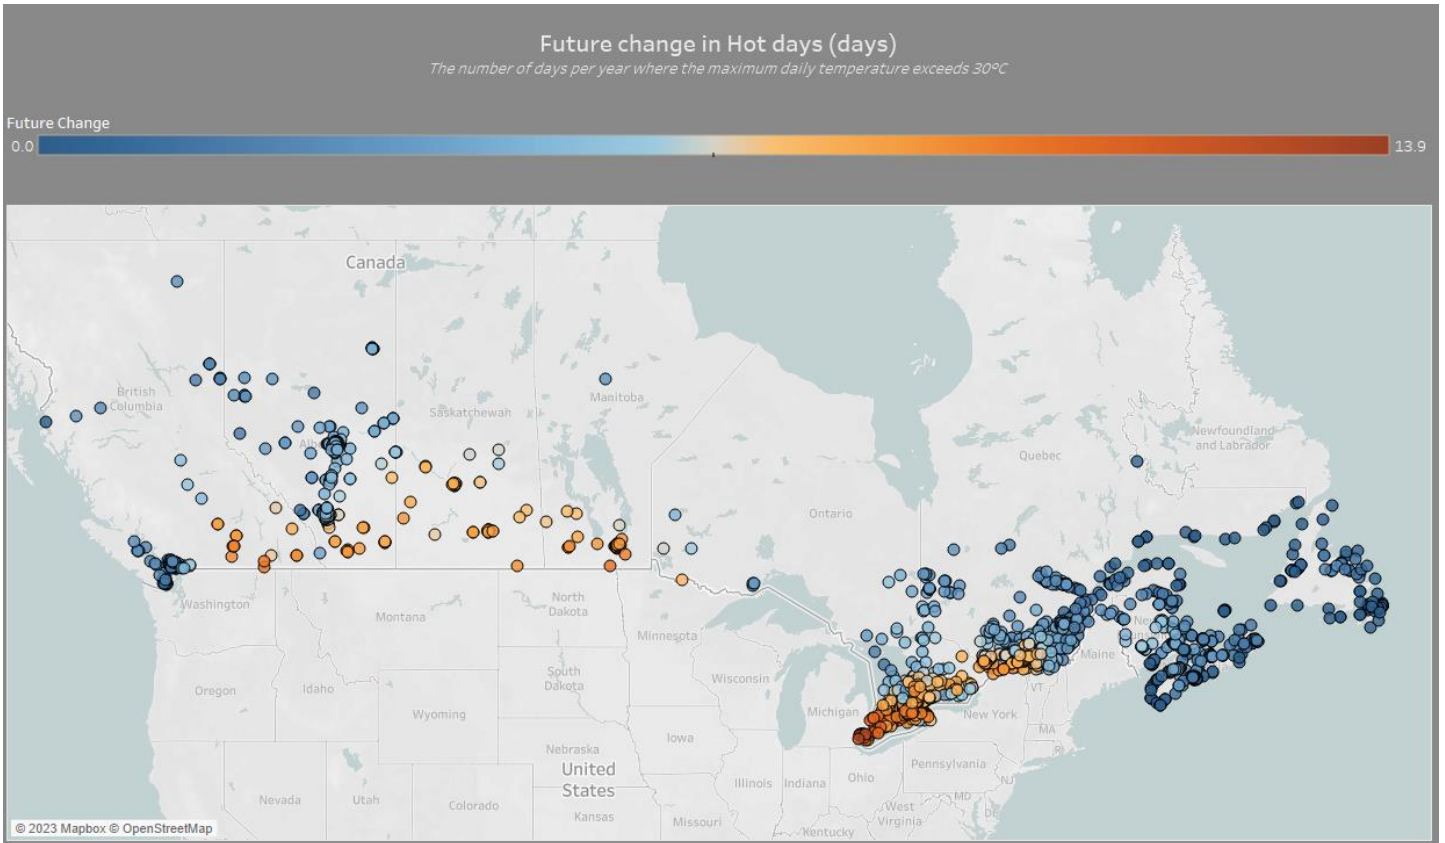 Future change in Hot days (days)
The number of days per year where the maximum daily temperature exceeds 30ºC
Future Change
0.0
13.9
Canada
British
Columbia
Saskatchewan
Manitoba
Newfoundland
and Labrador
Quebec
Ontario
Washington
Montana
North
Dakota
Minnesota
Maine
Oregon
Idaho
South
Dakota
Wisconsin
Michigan
VT
New York
Wyoming
MA
Iowa
Nebraska
United
States
Pennsylvania
Illinois
Indiana
Ohio
NJ
Nevada
Utah
Colorado
Kansas
Missouri
West
Virginia
MD
DE
Kentucky
© 2023 Mapbox © OpenStreetMap